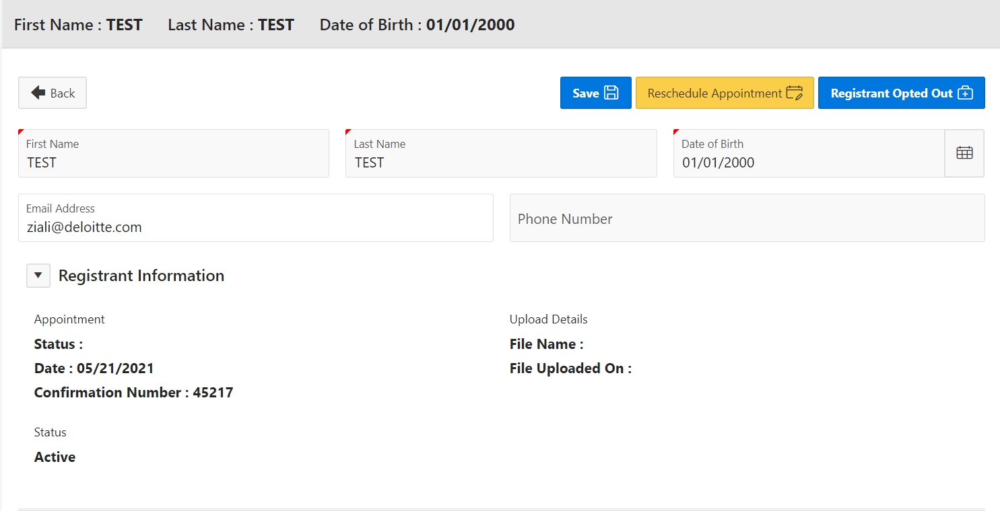 First Name : TEST Last Name : TEST Date of Birth : 01/01/2000
Back Save Reschedule Appointment Registrant Opted Out
First Name Last Name Date of Birth
TEST TEST 01/01/2000
Email Address
ziali@deloitte.com
Phone Number
Registrant Information
Appointment Upload Details
Status : File Name :
Date : 05/21/2021 File Uploaded On :
Confirmation Number : 45217
Status
Active